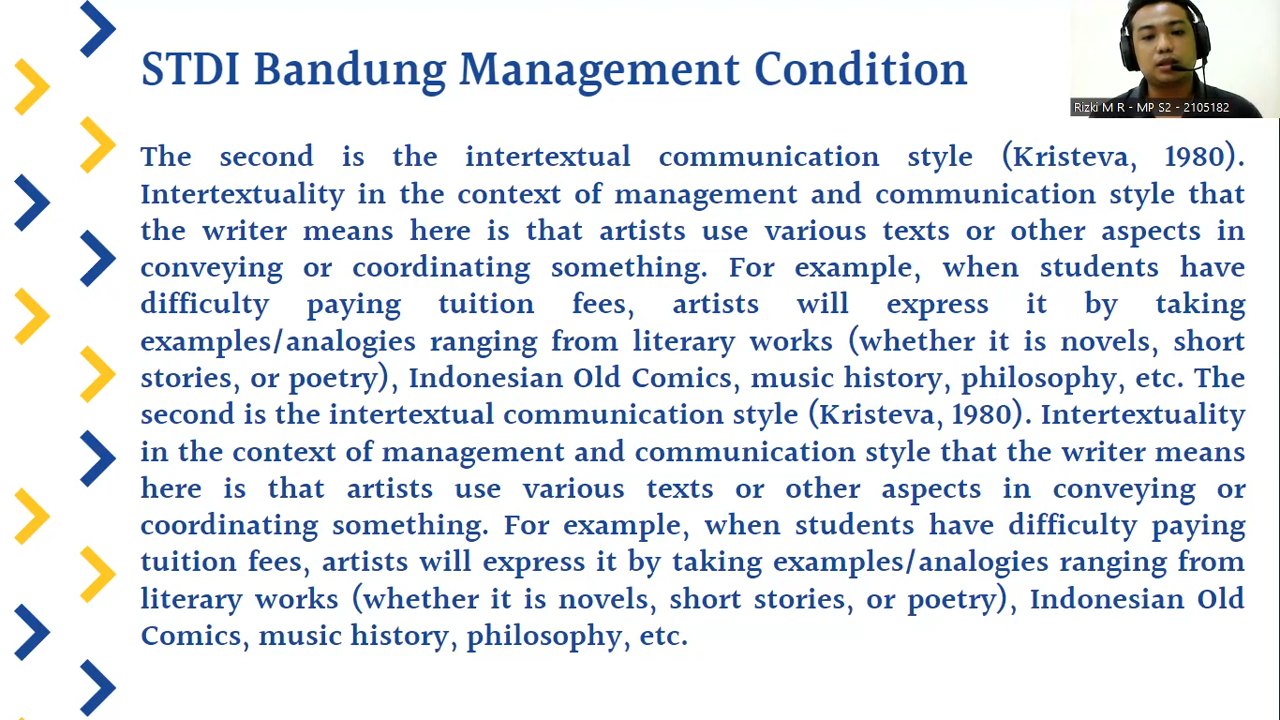 STDI Bandung Management Condition
Rizki M R - MP S2 - 2105182
The second is the intertextual communication style (Kristeva, 1980).
Intertextuality in the context of management and communication style that
the writer means here is that artists use various texts or other aspects in
conveying or coordinating something. For example, when students have
difficulty paying tuition fees, artists will express it by taking
examples/analogies ranging from literary works (whether it is novels, short
stories, or poetry), Indonesian Old Comics, music history, philosophy, etc. The
second is the intertextual communication style (Kristeva, 1980). Intertextuality
in the context of management and communication style that the writer means
here is that artists use various texts or other aspects in conveying or
coordinating something. For example, when students have difficulty paying
tuition fees, artists will express it by taking examples/analogies ranging from
literary works (whether it is novels, short stories, or poetry), Indonesian Old
Comics, music history, philosophy, etc.